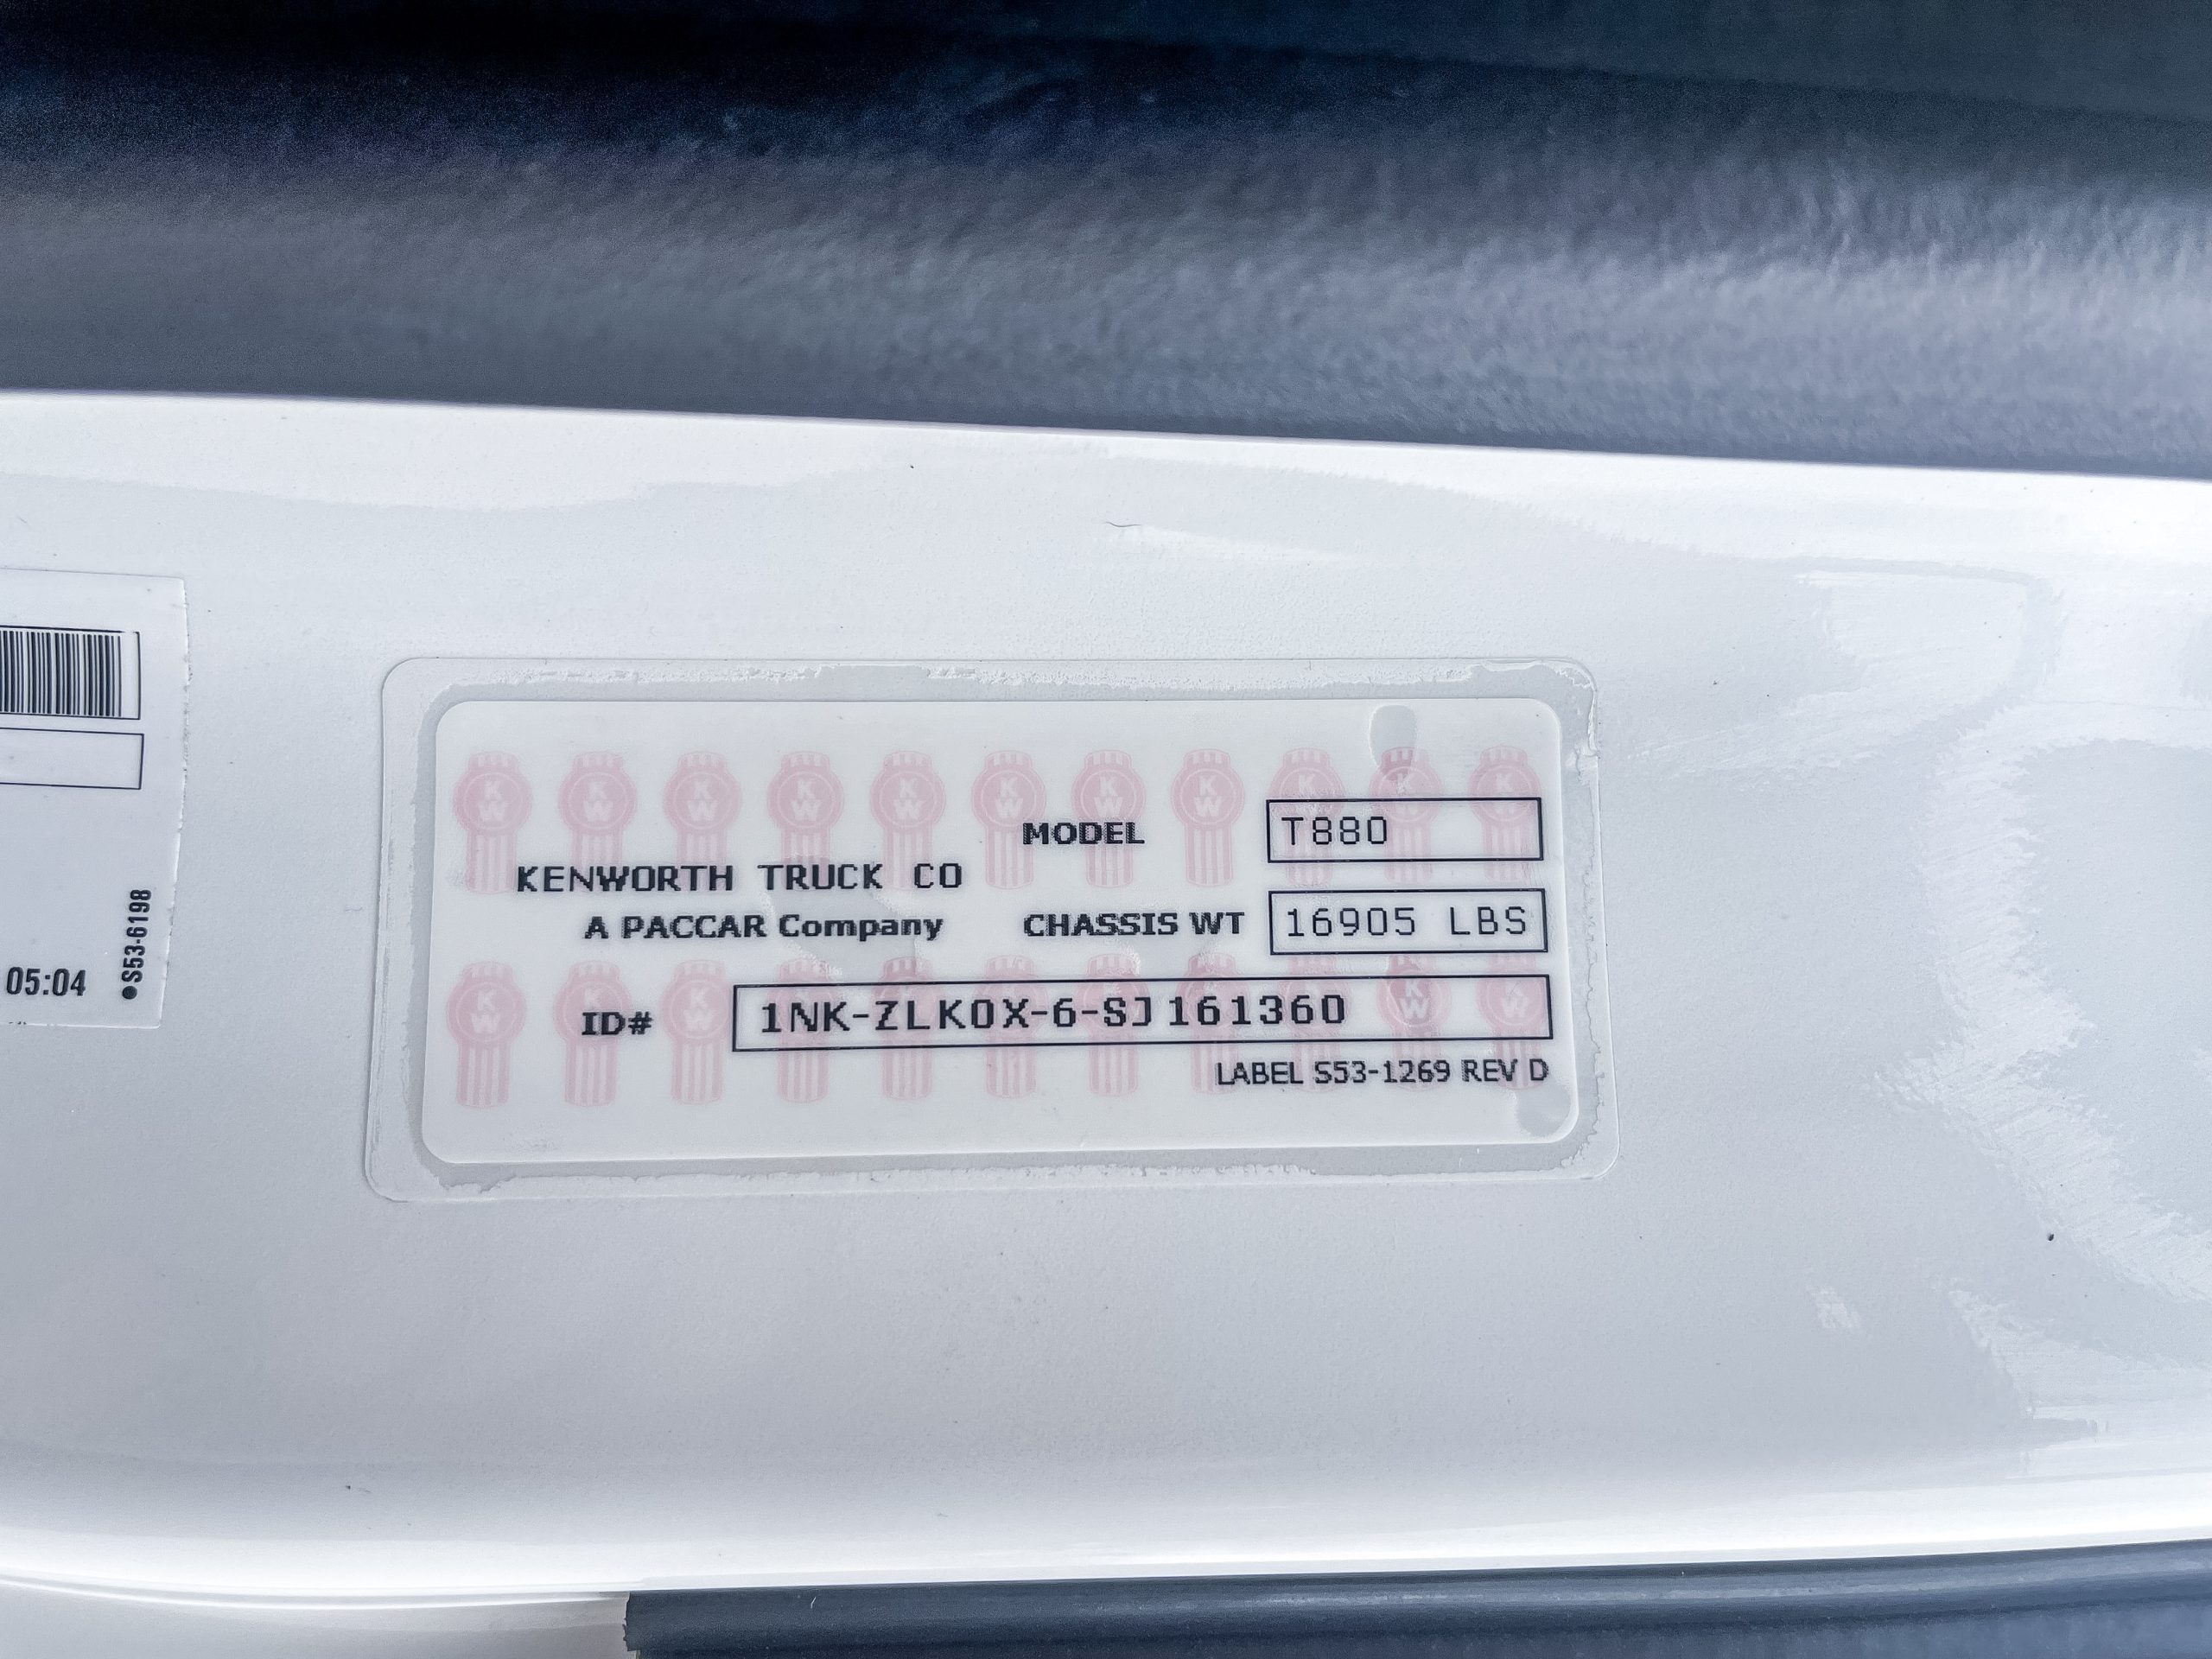 MODEL T880
KENWORTH TRUCK CO
A PACCAR Company
CHASSIS WT 16905 LBS
ID# 1NK-ZLK0X-6-SJ161360
LABEL S53-1269 REV D
05:04
●S53-6198